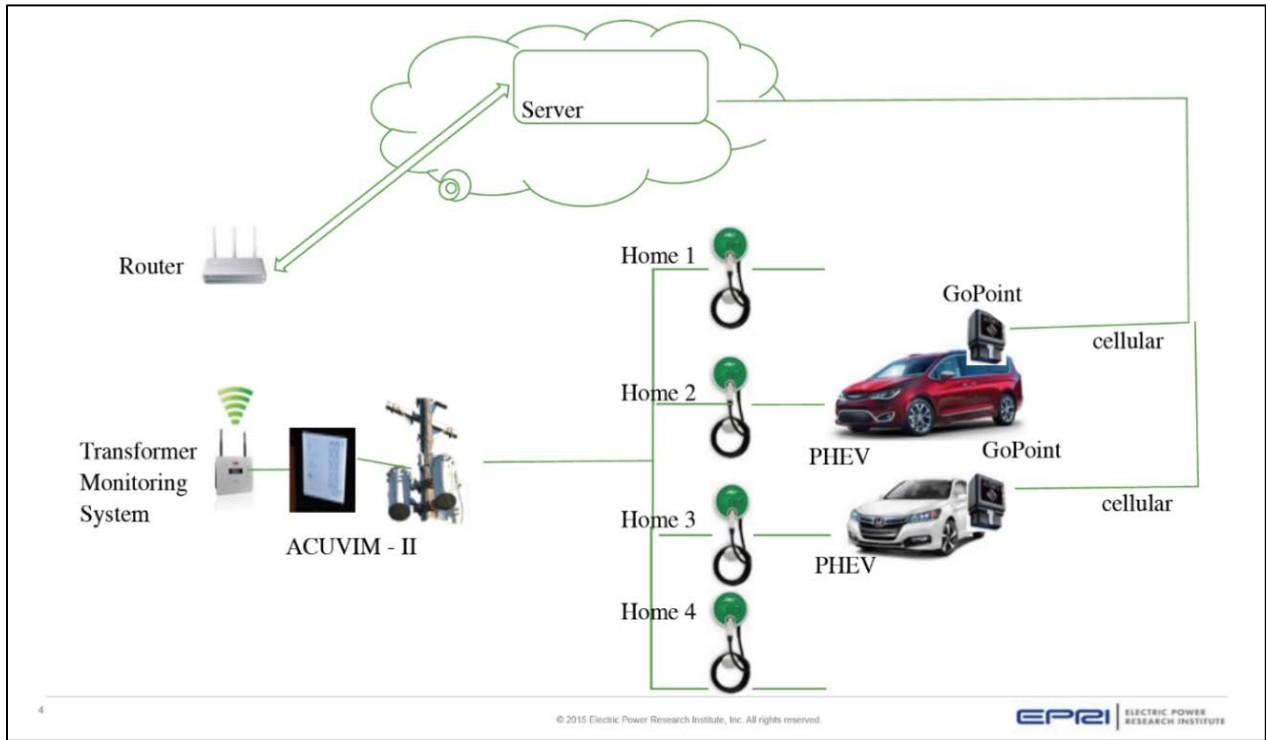 Server
Router
Home 1
GoPoint
cellular
Home 2
PHEV
GoPoint
Transformer
Monitoring
System
ACUVIM - II
cellular
Home 3
PHEV
Home 4
4
© 2015 Electric Power Research Institute, Inc. All rights reserved.
EPRI
ELECTRIC POWER
RESEARCH INSTITUTE